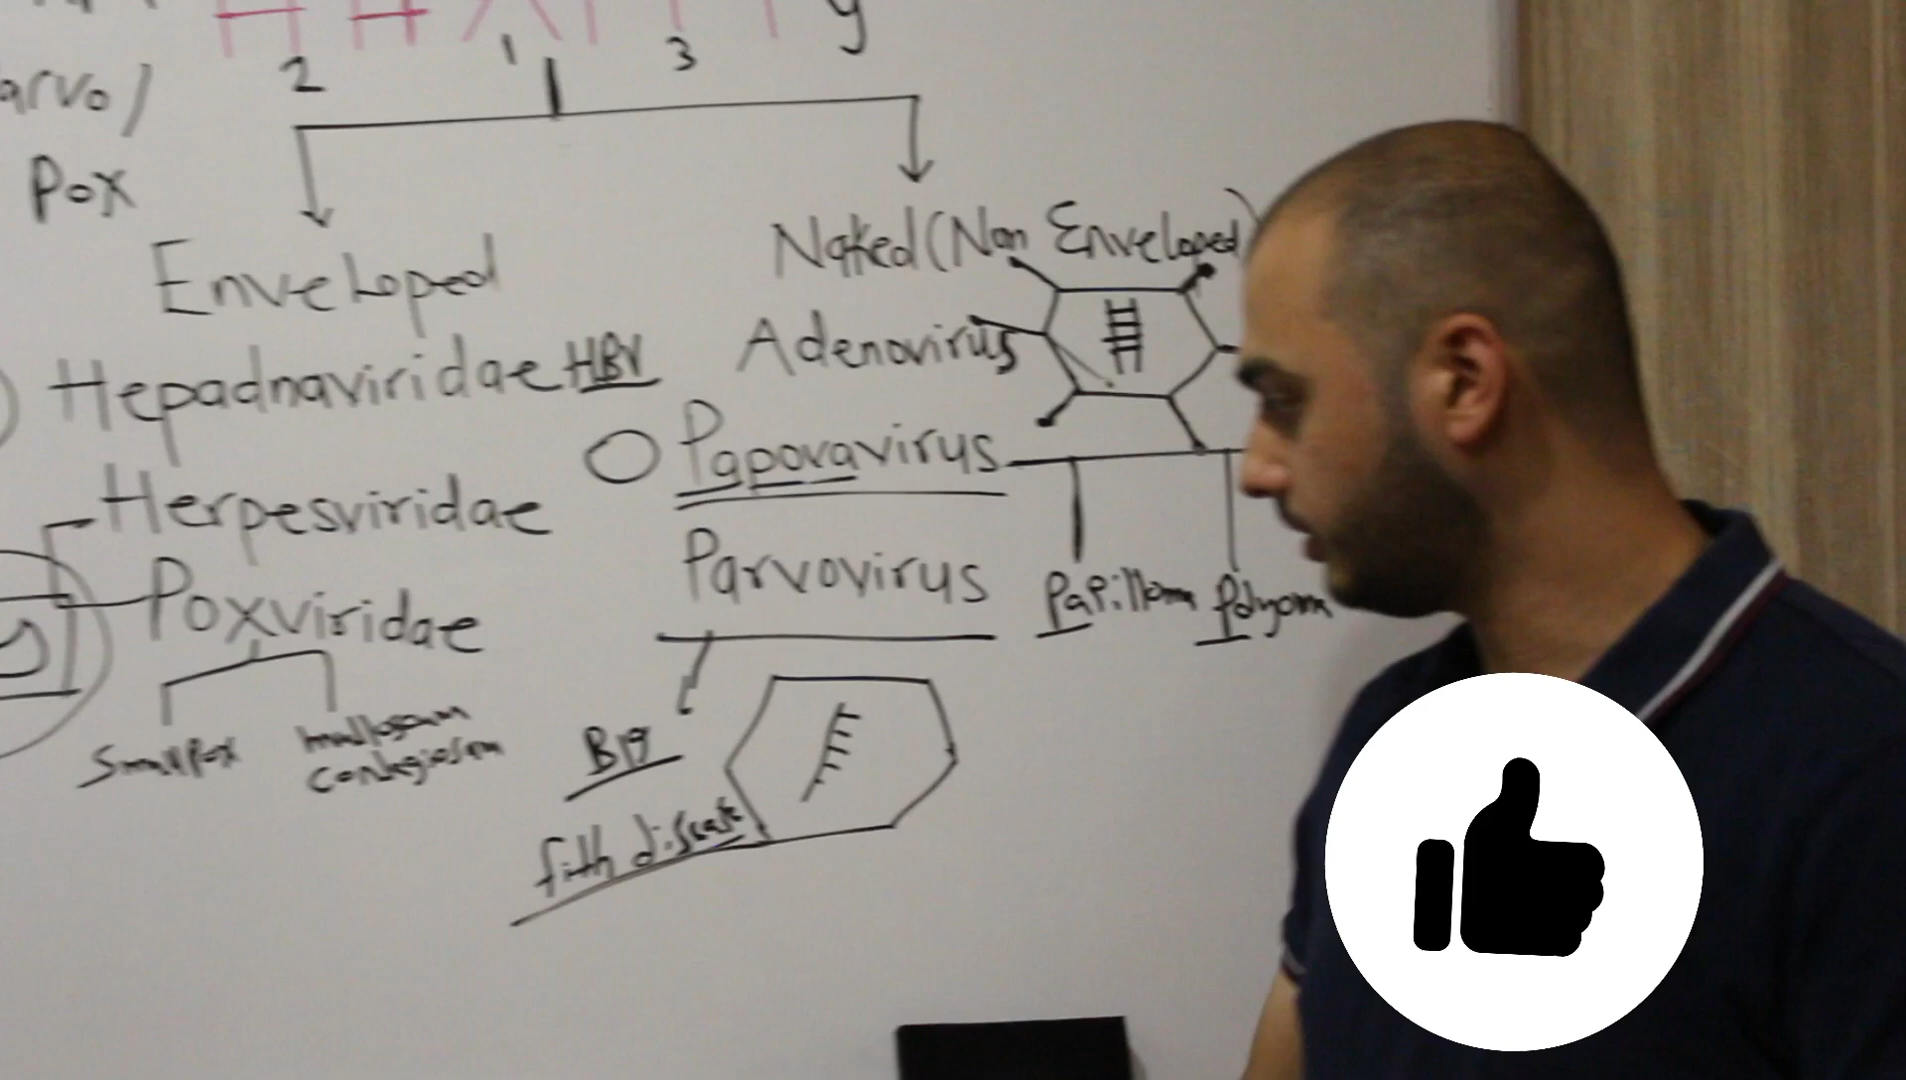 2 1 3 y
arvo/
Pox
Enveloped
Naked (Non Enveloped)
Hepadnaviridae HBV
Adenovirus
Papovavirus
Herpesviridae
Parvovirus
Papilloma Polyoma
Poxviridae
Smallpox
B19
fith disease